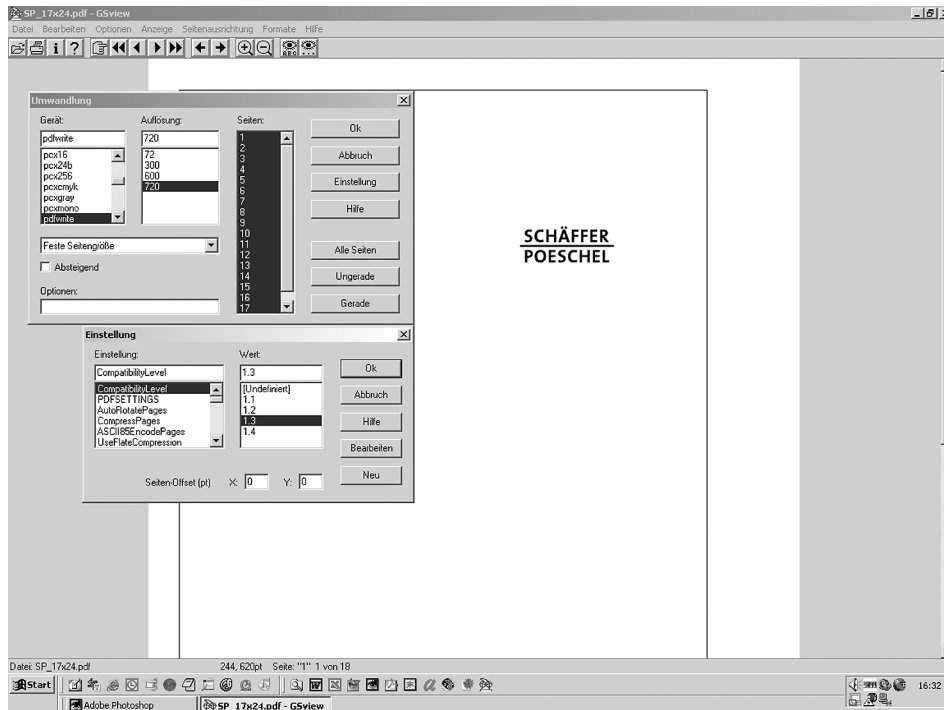 SP_17x24.pdf - GSview
Datei Bearbeiten Optionen Anzeige Seitenausrichtung Formate Hilfe
Umwandlung
Gerät: Auflösung: Seiten:
pdfwrite 720
pcx16
pcx24b
pcx256
pcxcmyk
pcxgray
pcxmono
pdfwrite
72
300
600
720
1
2
3
4
5
6
7
8
9
10
11
12
13
14
15
16
17
Ok
Abbruch
Einstellung
Hilfe
Alle Seiten
Ungerade
Gerade
Feste Seitengröße
Absteigend
Optionen:
SCHÄFFER
POESCHEL
Einstellung
Einstellung: Wert:
CompatibilityLevel 1.3
CompatibilityLevel
PDFSETTINGS
AutoRotatePages
CompressPages
ASCII85EncodePages
UseFlateCompression
[Undefiniert]
1.1
1.2
1.3
1.4
Ok
Abbruch
Hilfe
Bearbeiten
Neu
Seiten-Offset (pt) X: 0 Y: 0
Datei: SP_17x24.pdf 244, 620pt Seite: "1" 1 von 18
Start 16:32
Adobe Photoshop SP_17x24.pdf - GSview